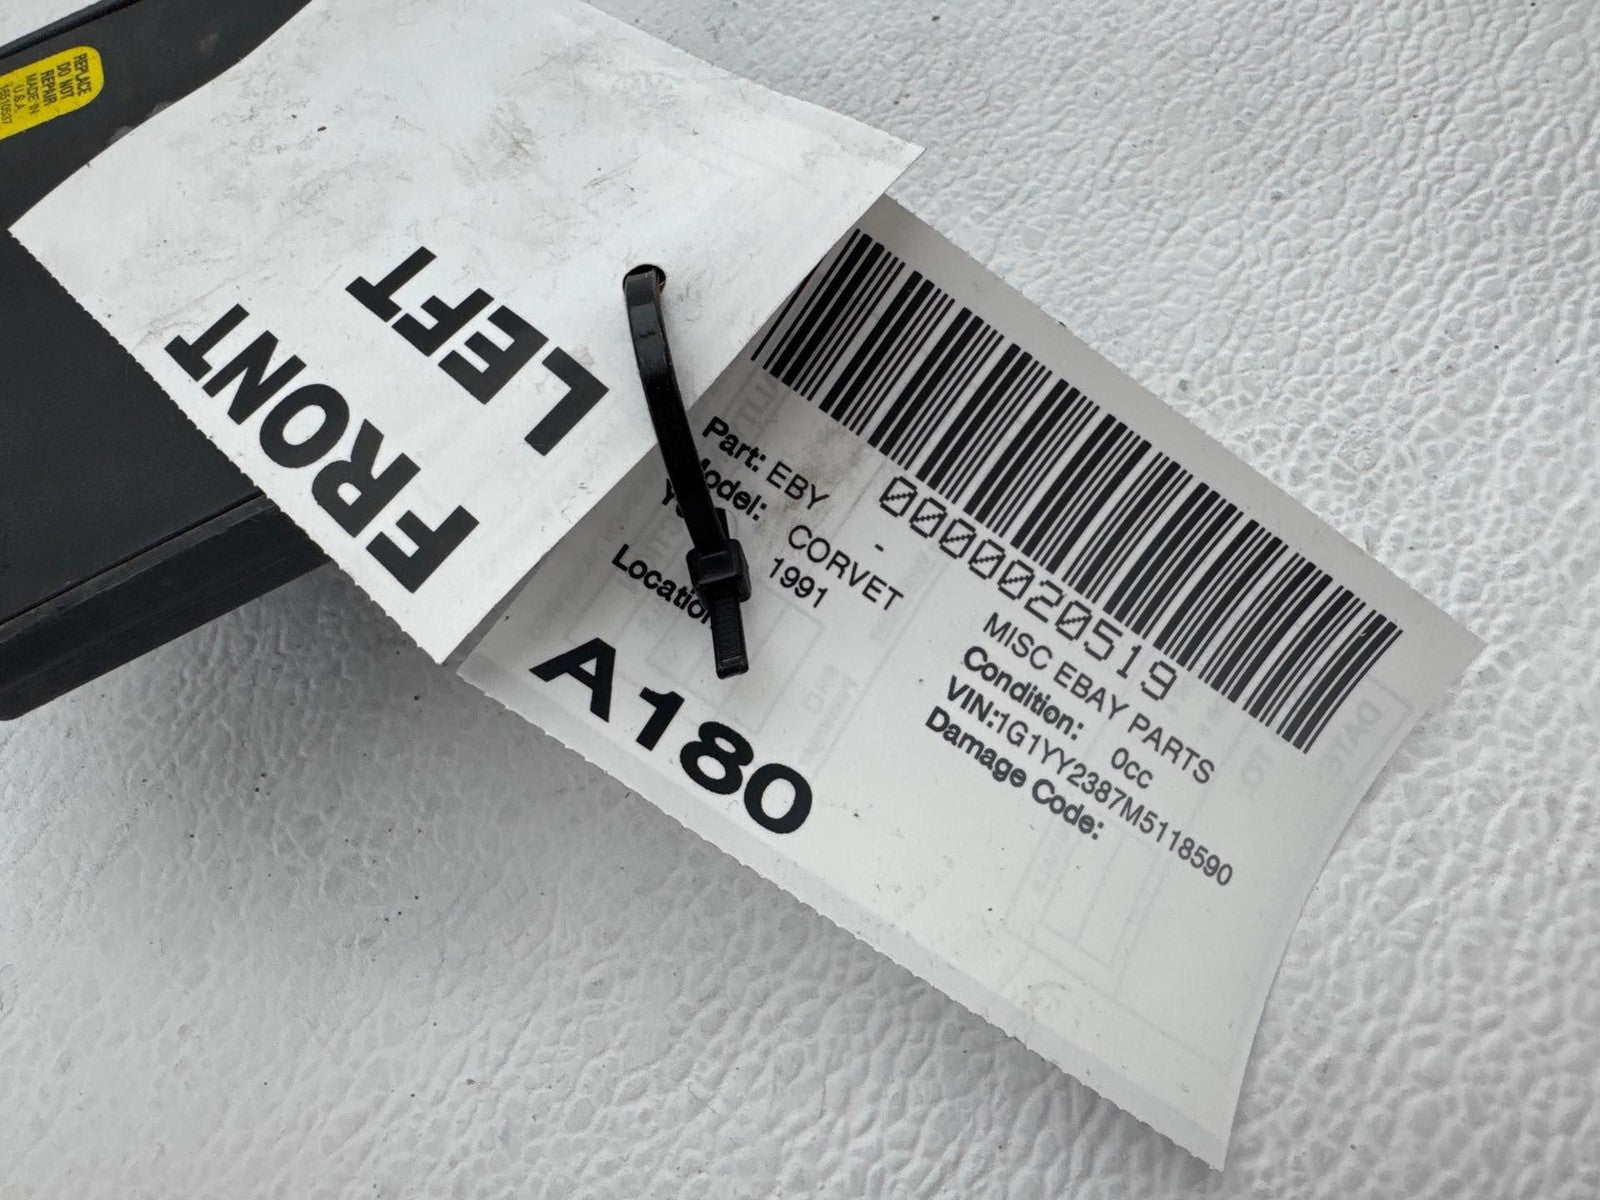 REPLACE
DO NOT
REPAIR
MADE IN
U.S.A.
FRONT
LEFT
0000020519
Part: EBY -
Model: CORVET
1991
Location
A180
MISC EBAY PARTS
Condition: 0cc
VIN:1G1YY2387M5118590
Damage Code: